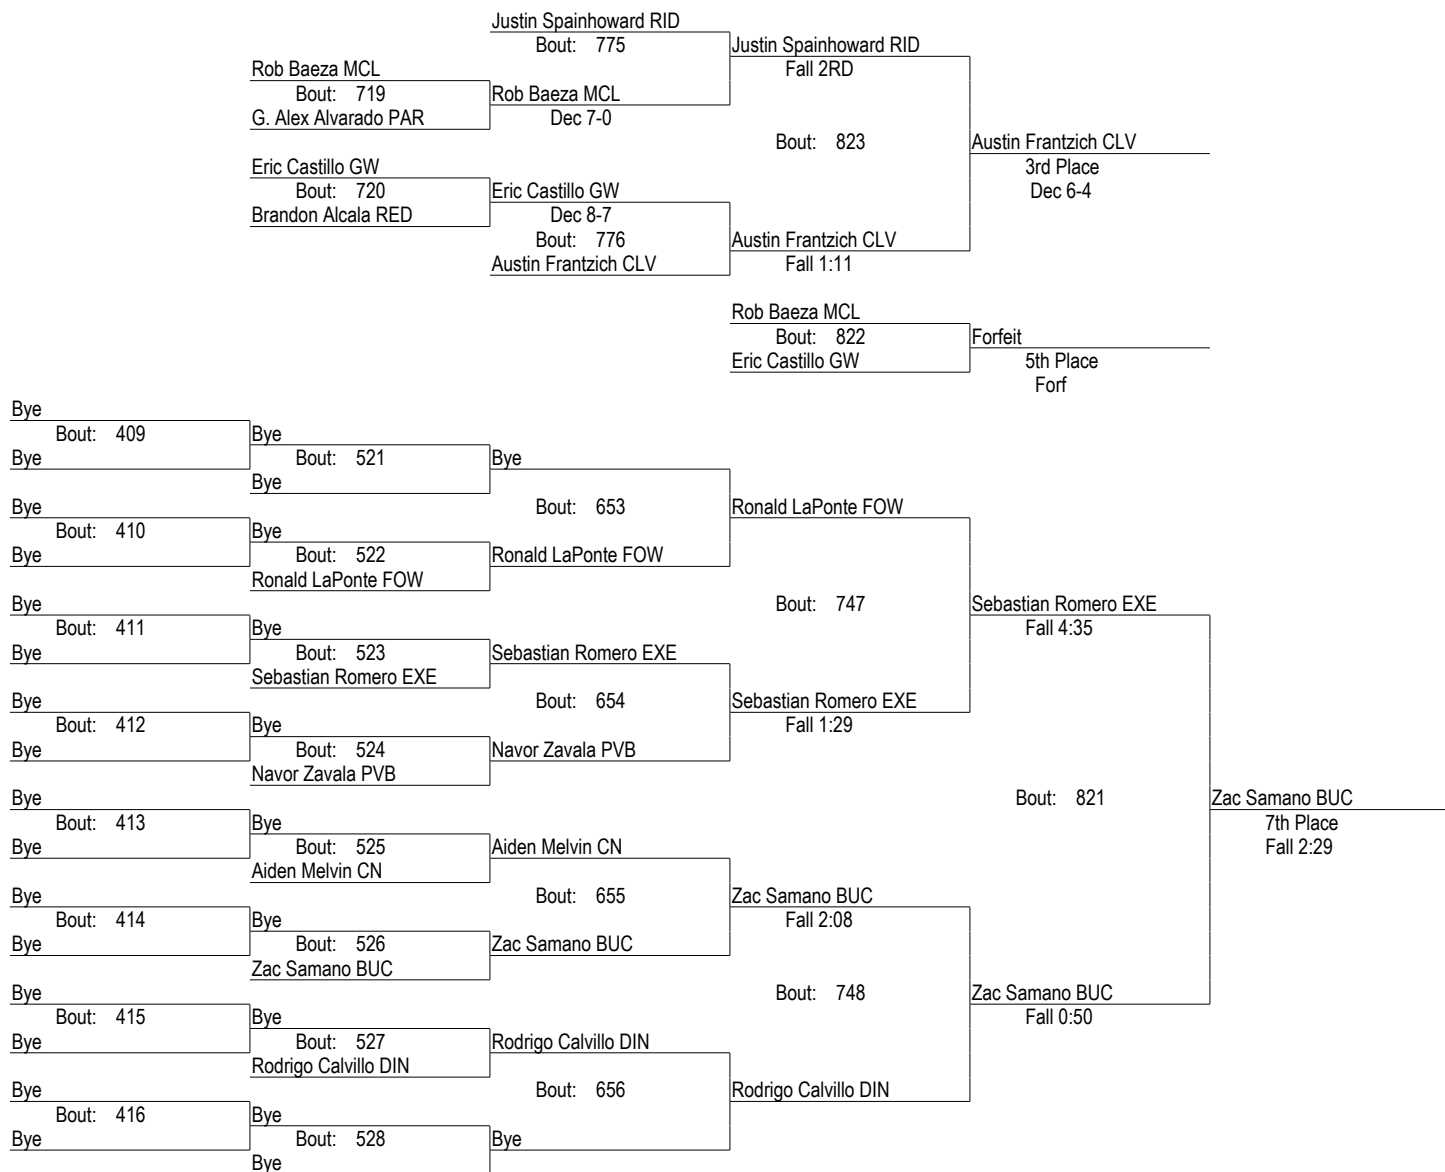 Justin Spainhoward RID
Bout: 775
Justin Spainhoward RID
Rob Baeza MCL
Fall 2RD
Bout: 719
Rob Baeza MCL
G. Alex Alvarado PAR
Dec 7-0
Bout: 823
Austin Frantzich CLV
Eric Castillo GW
3rd Place
Bout: 720
Eric Castillo GW
Dec 6-4
Brandon Alcala RED
Dec 8-7
Bout: 776
Austin Frantzich CLV
Austin Frantzich CLV
Fall 1:11
Rob Baeza MCL
Bout: 822
Forfeit
Eric Castillo GW
5th Place
Forf
Bye
Bout: 409
Bye
Bye
Bout: 521
Bye
Bye
Bye
Bout: 653
Ronald LaPonte FOW
Bout: 410
Bye
Bye
Bout: 522
Ronald LaPonte FOW
Ronald LaPonte FOW
Bye
Bout: 747
Sebastian Romero EXE
Bout: 411
Bye
Fall 4:35
Bye
Bout: 523
Sebastian Romero EXE
Sebastian Romero EXE
Bye
Bout: 654
Sebastian Romero EXE
Bout: 412
Bye
Fall 1:29
Bye
Bout: 524
Navor Zavala PVB
Navor Zavala PVB
Bye
Bout: 821
Zac Samano BUC
Bout: 413
Bye
7th Place
Bye
Bout: 525
Aiden Melvin CN
Fall 2:29
Aiden Melvin CN
Bye
Bout: 655
Zac Samano BUC
Bout: 414
Bye
Fall 2:08
Bye
Bout: 526
Zac Samano BUC
Zac Samano BUC
Bye
Bout: 748
Zac Samano BUC
Bout: 415
Bye
Fall 0:50
Bye
Bout: 527
Rodrigo Calvillo DIN
Rodrigo Calvillo DIN
Bye
Bout: 656
Rodrigo Calvillo DIN
Bout: 416
Bye
Bye
Bout: 528
Bye
Bye